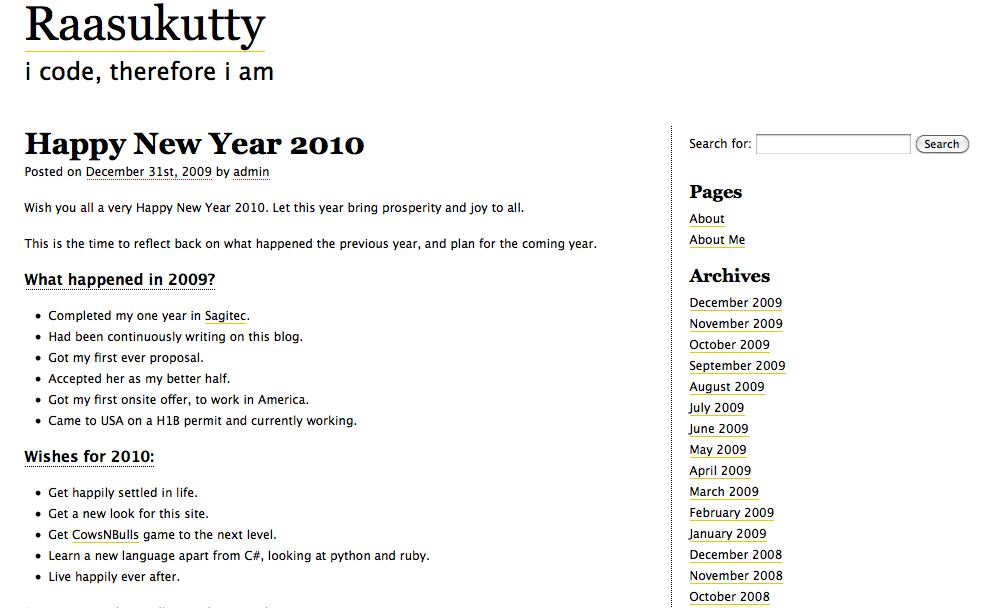 Raasukutty
i code, therefore i am
Happy New Year 2010
Posted on December 31st, 2009 by admin
Wish you all a very Happy New Year 2010. Let this year bring prosperity and joy to all.
This is the time to reflect back on what happened the previous year, and plan for the coming year.
What happened in 2009?
• Completed my one year in Sagitec.
• Had been continuously writing on this blog.
• Got my first ever proposal.
• Accepted her as my better half.
• Got my first onsite offer, to work in America.
• Came to USA on a H1B permit and currently working.
Wishes for 2010:
• Get happily settled in life.
• Get a new look for this site.
• Get CowsNBulls game to the next level.
• Learn a new language apart from C#, looking at python and ruby.
• Live happily ever after.
Search for:
Search
Pages
About
About Me
Archives
December 2009
November 2009
October 2009
September 2009
August 2009
July 2009
June 2009
May 2009
April 2009
March 2009
February 2009
January 2009
December 2008
November 2008
October 2008